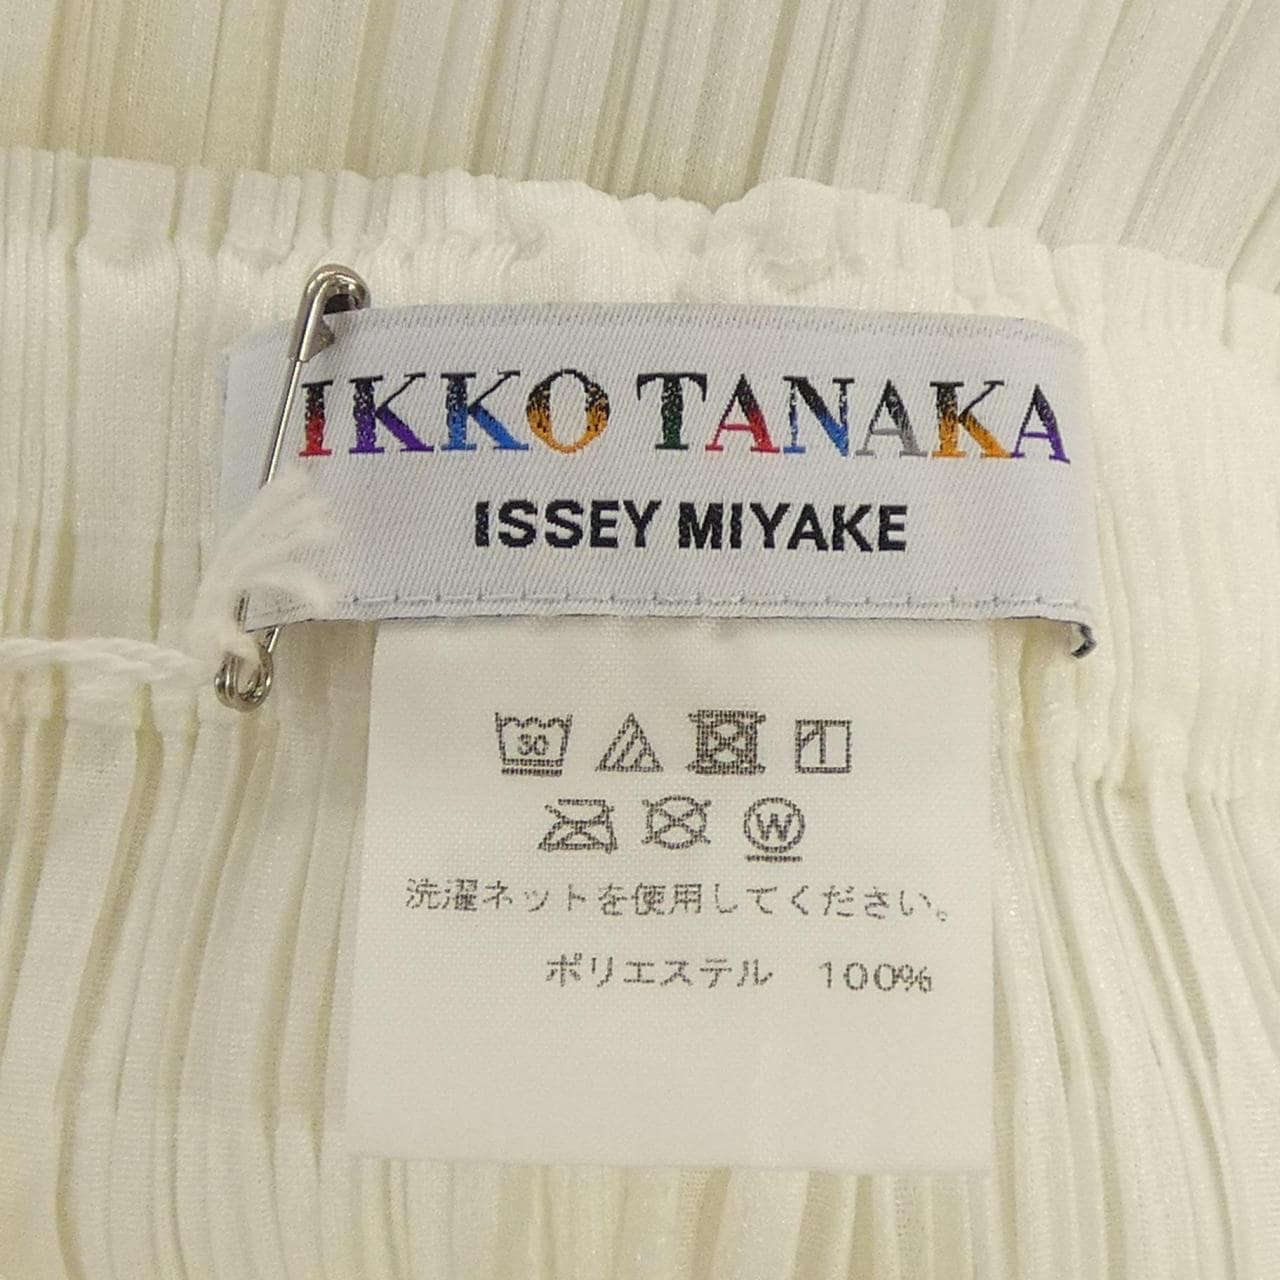 IKKO TANAKA
ISSEY MIYAKE
30
W
洗濯ネットを使用してください。
ポリエステル 100%